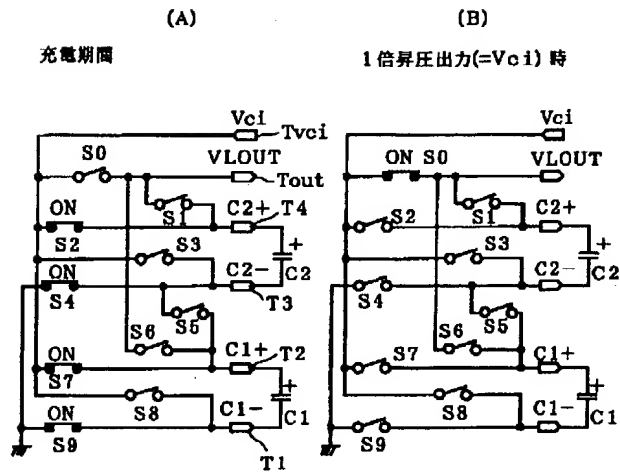 (A)
充電期間
Vci
Tvci
S0
VLOUT
Tout
ON
S1
C2+
T4
S2
S3
+
ON
C2-
C2
S4
T3
S5
S6
ON
C1+
T2
S7
+
S8
ON
C1-
C1
S9
T1
(B)
1倍昇圧出力(=Vci)時
Vci
ON
S0
VLOUT
S2
S1
C2+
S3
+
C2-
C2
S4
S5
S6
S7
C1+
+
S8
C1-
C1
S9